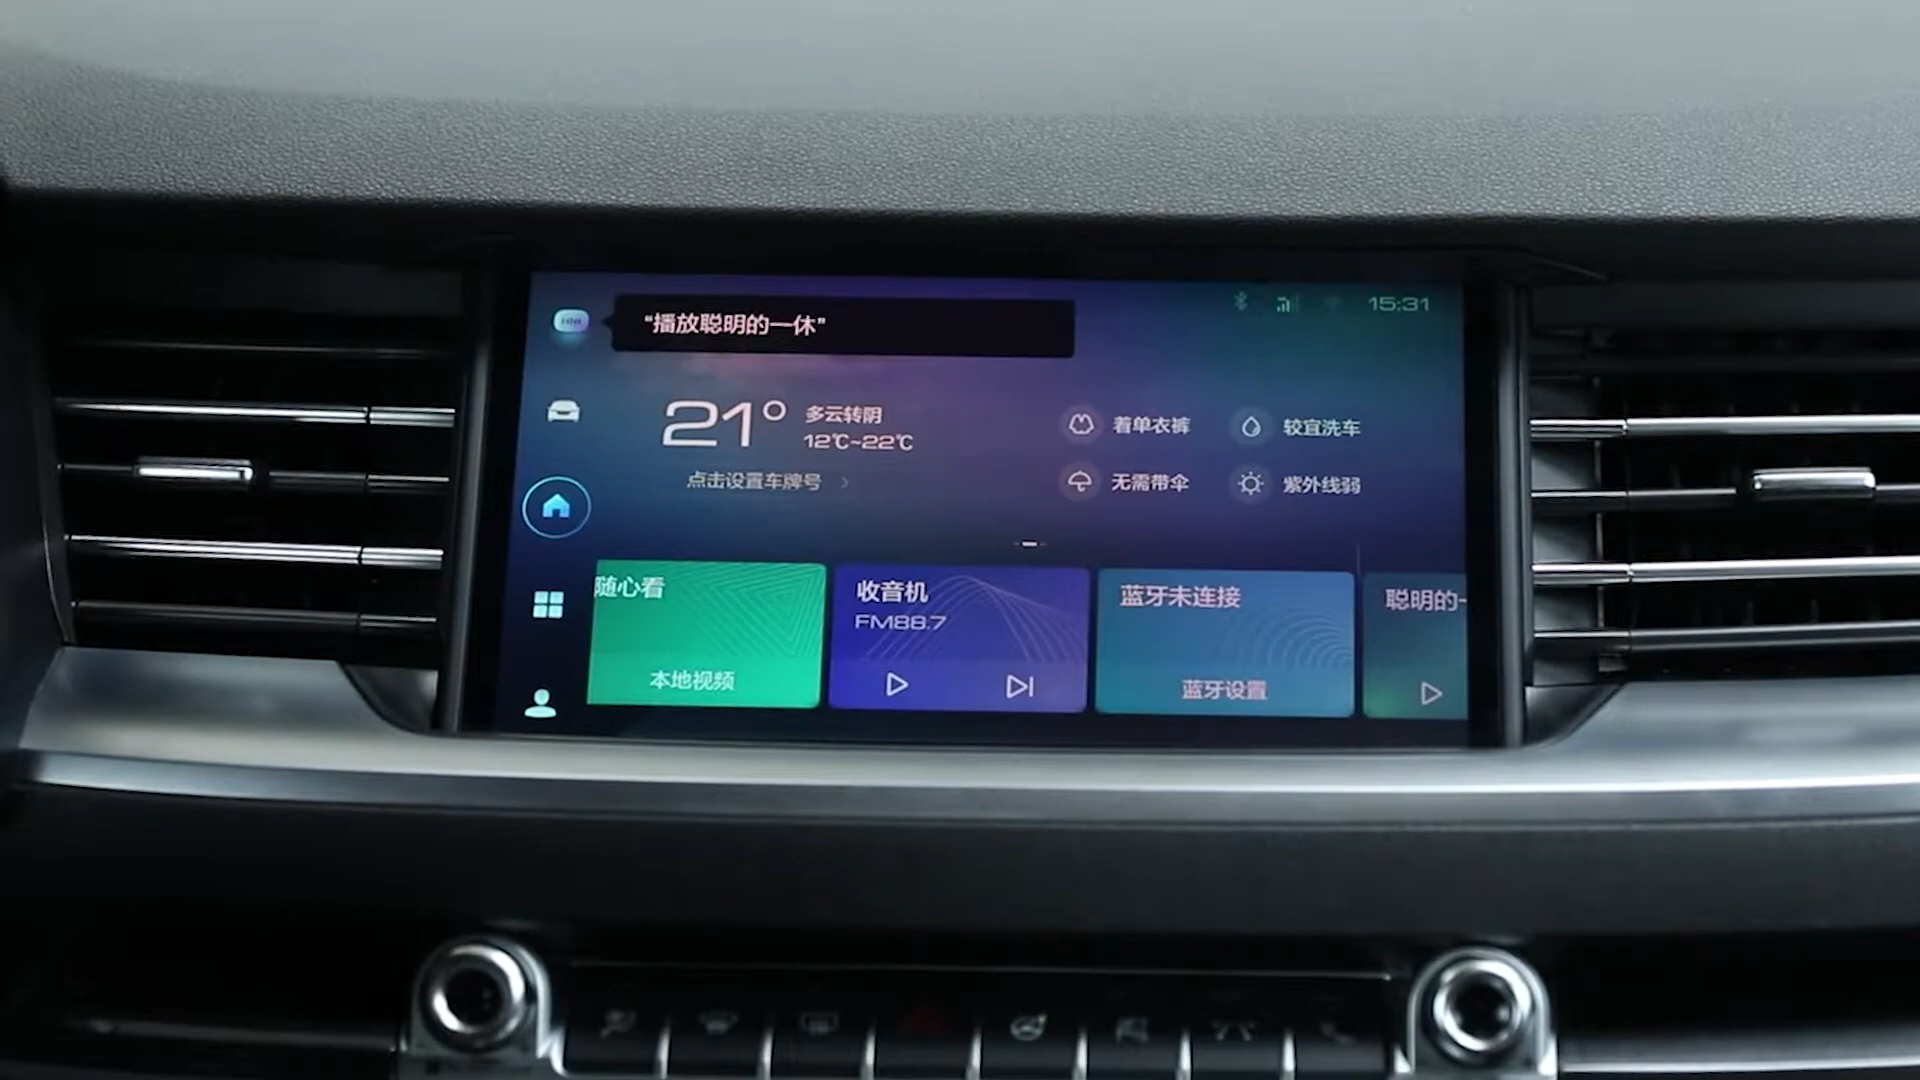 “播放聪明的一休”
15:31
21°
多云转阴
12℃~22℃
点击设置车牌号
着单衣裤
较宜洗车
无需带伞
紫外线弱
随心看
本地视频
收音机
FM88.7
蓝牙未连接
蓝牙设置
聪明的一